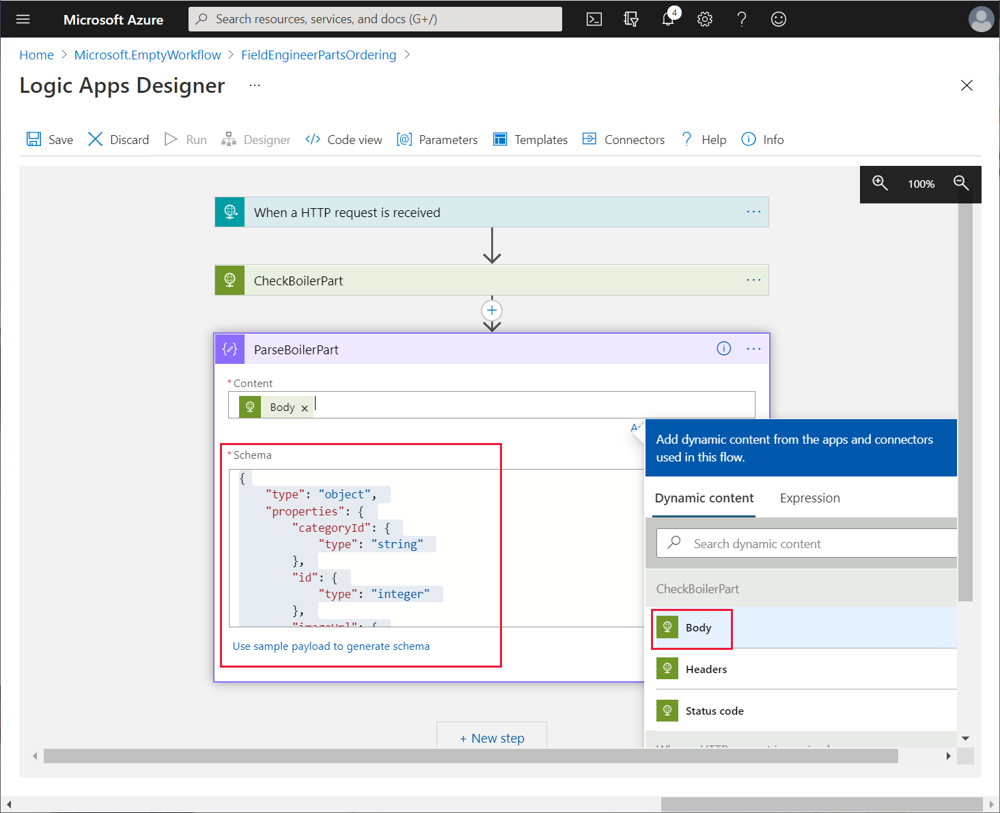 Microsoft Azure
Search resources, services, and docs (G+/)
4
Home > Microsoft.EmptyWorkflow > FieldEngineerPartsOrdering >
Logic Apps Designer ...
Save Discard Run Designer Code view Parameters Templates Connectors Help Info
100%
When a HTTP request is received
CheckBoilerPart
ParseBoilerPart
* Content
Body ×
* Schema
{
"type": "object",
"properties": {
"categoryId": {
"type": "string"
},
"id": {
"type": "integer"
},
"imageUrl": {
Use sample payload to generate schema
+ New step
Add dynamic content from the apps and connectors
used in this flow.
Dynamic content Expression
Search dynamic content
CheckBoilerPart
Body
Headers
Status code